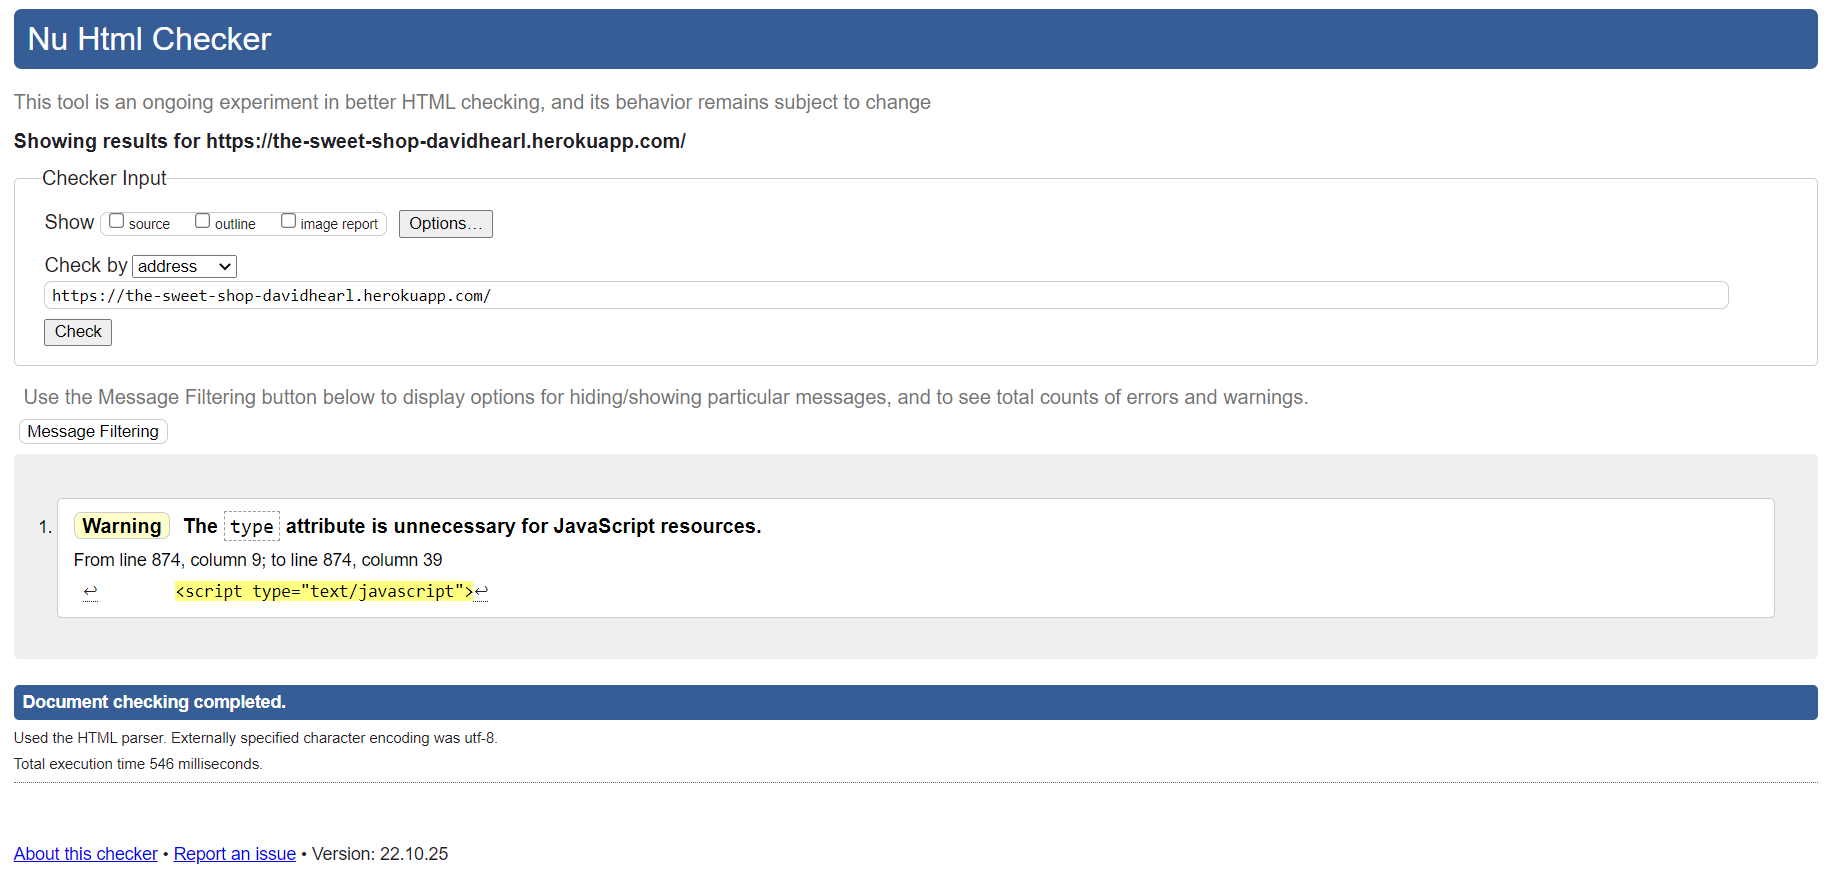 Nu Html Checker
This tool is an ongoing experiment in better HTML checking, and its behavior remains subject to change
Showing results for https://the-sweet-shop-davidhearl.herokuapp.com/
Checker Input
Show source outline image report Options…
Check by address
https://the-sweet-shop-davidhearl.herokuapp.com/
Check
Use the Message Filtering button below to display options for hiding/showing particular messages, and to see total counts of errors and warnings.
Message Filtering
1. Warning The type attribute is unnecessary for JavaScript resources.
From line 874, column 9; to line 874, column 39
↩ <script type="text/javascript">↩
Document checking completed.
Used the HTML parser. Externally specified character encoding was utf-8.
Total execution time 546 milliseconds.
About this checker • Report an issue • Version: 22.10.25